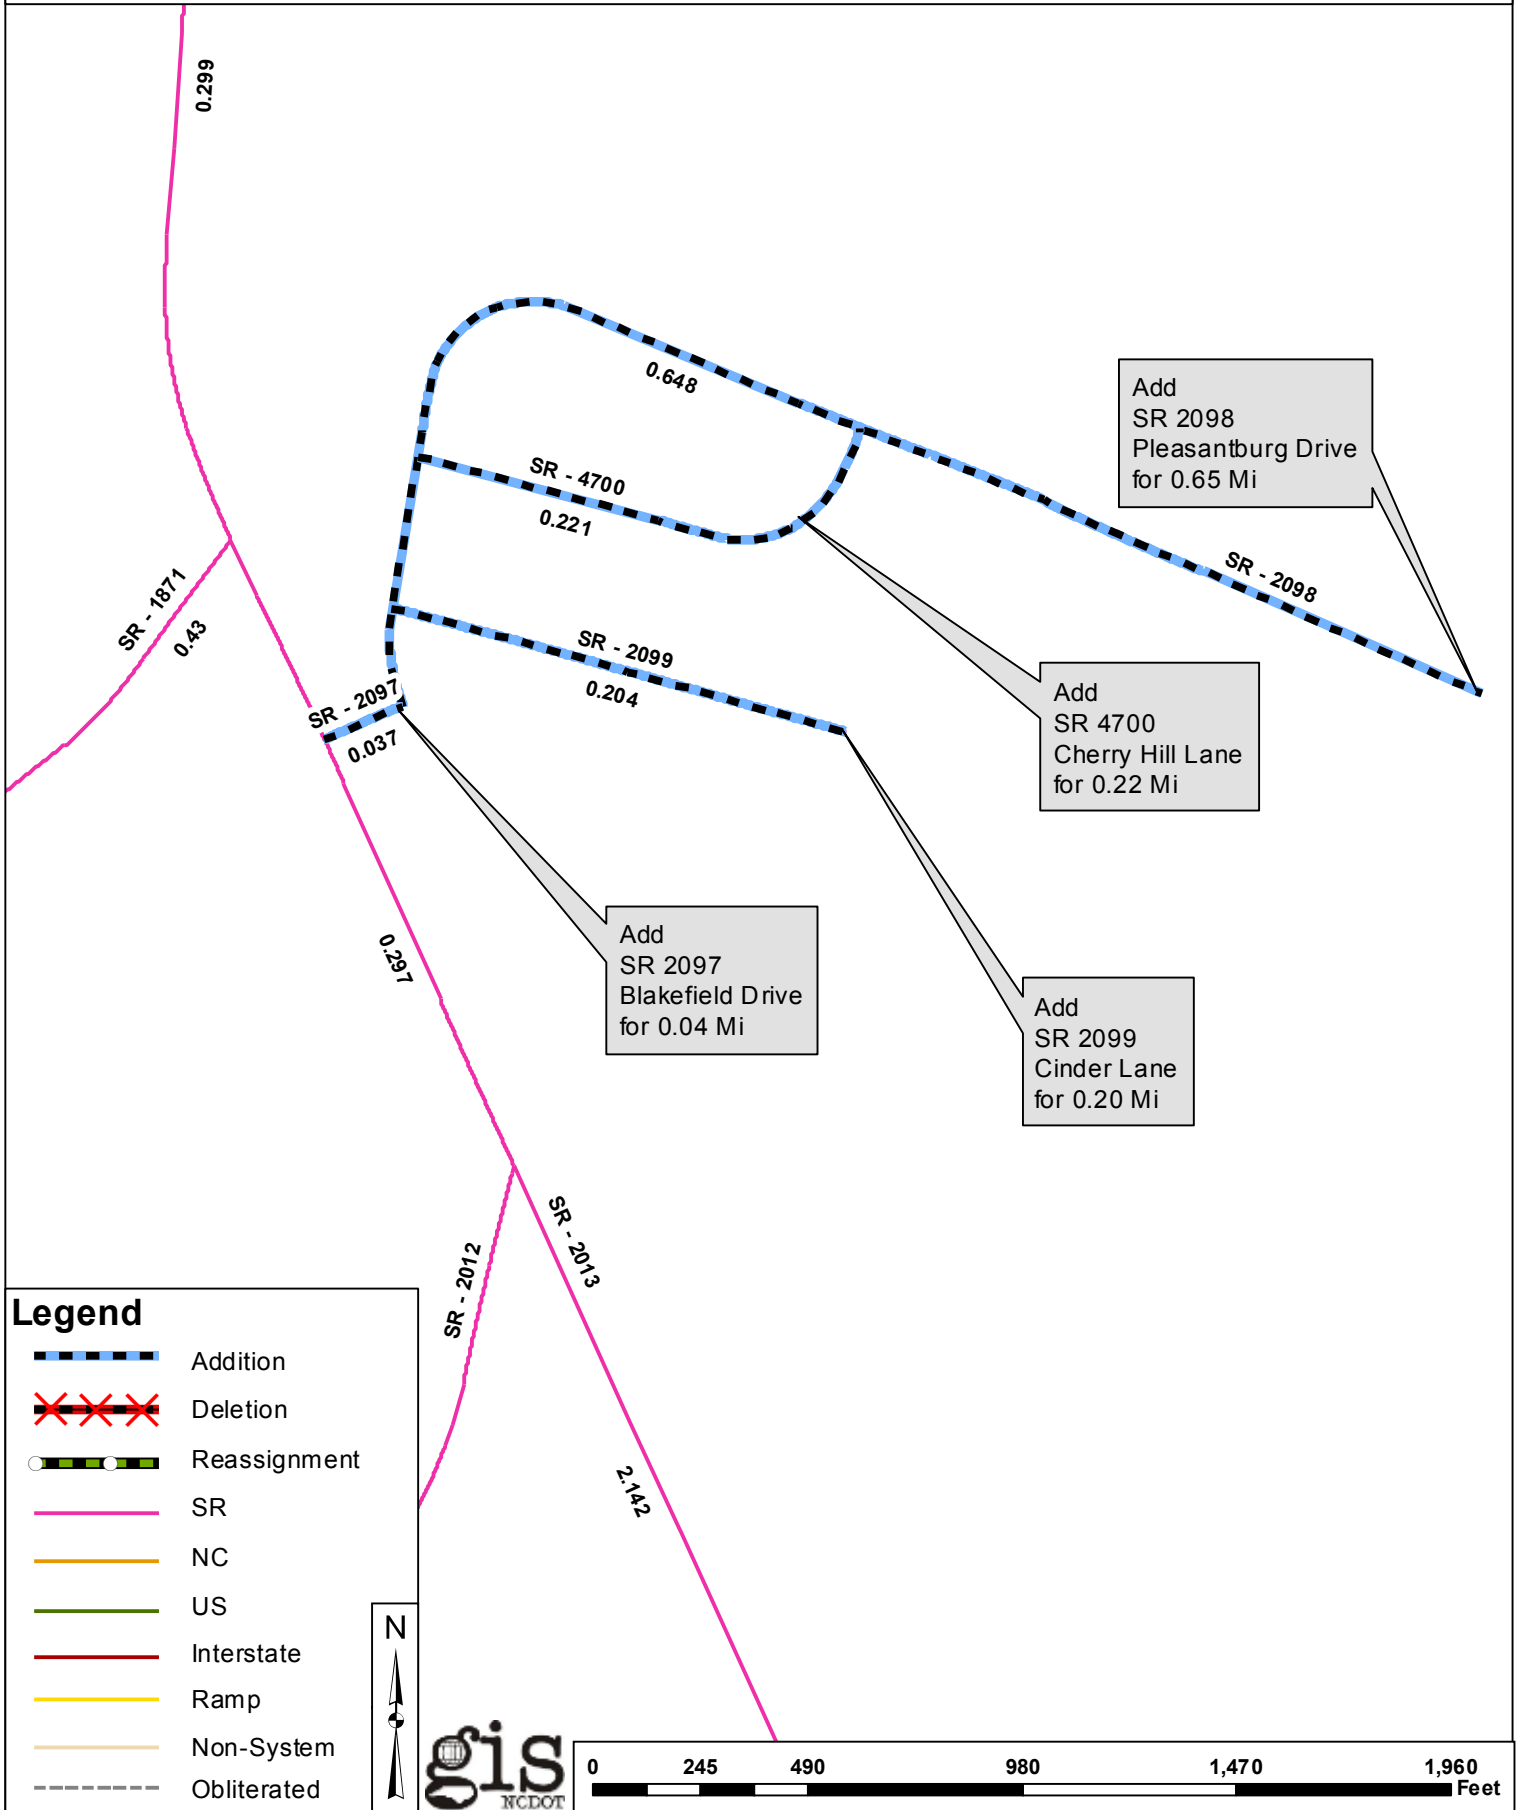 0.299
0.648
SR - 4700
0.221
Add
SR 2098
Pleasantburg Drive
for 0.65 Mi
SR - 2098
SR - 1871
0.43
SR - 2099
0.204
SR - 2097
0.037
Add
SR 4700
Cherry Hill Lane
for 0.22 Mi
0.297
Add
SR 2097
Blakefield Drive
for 0.04 Mi
Add
SR 2099
Cinder Lane
for 0.20 Mi
SR - 2012
SR - 2013
2.142
Legend
Addition
Deletion
Reassignment
SR
NC
US
Interstate
Ramp
Non-System
Obliterated
N
gis
NCDOT
0 245 490 980 1,470 1,960
Feet